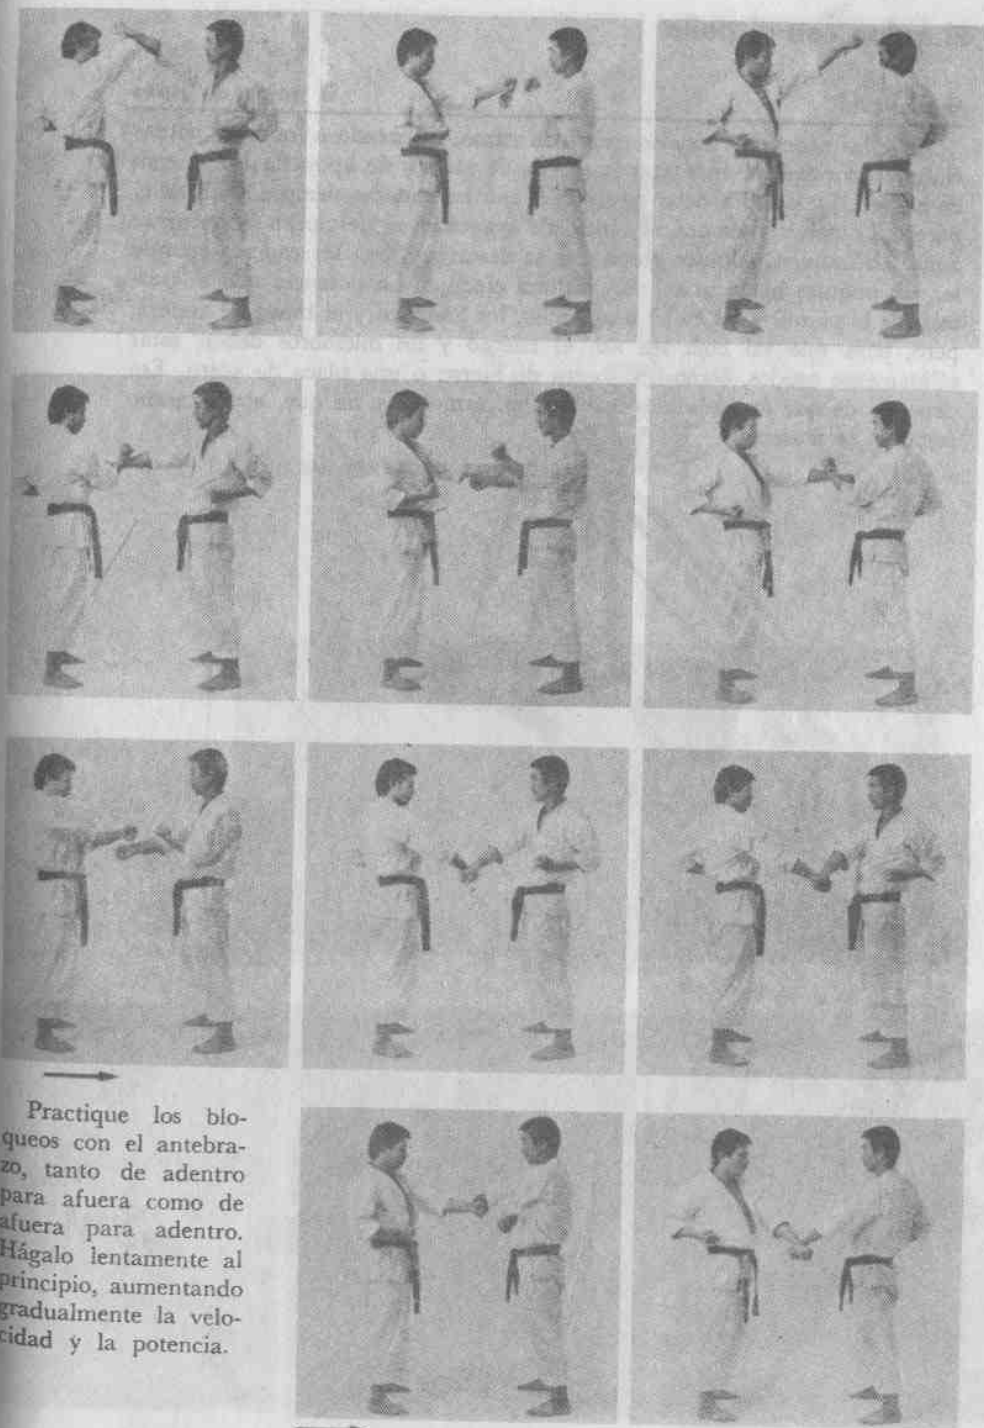 Practique los blo-
queos con el antebra-
zo, tanto de adentro
para afuera como de
afuera para adentro.
Hágalo lentamente al
principio, aumentando
gradualmente la velo-
cidad y la potencia.